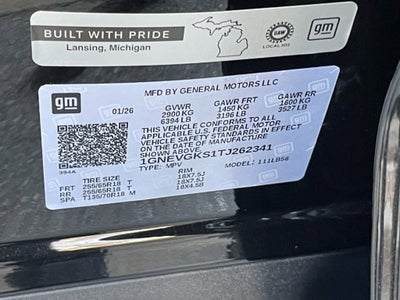 BUILT WITH PRIDE
Lansing, Michigan
UAW
LOCAL 602
gm
gm
MFD BY GENERAL MOTORS LLC
01/26 GVWR GAWR FRT GAWR RR
2900 KG 1450 KG 1600 KG
6394 LB 3196 LB 3527 LB
THIS VEHICLE CONFORMS TO ALL
APPLICABLE U.S. FEDERAL MOTOR
VEHICLE SAFETY STANDARDS IN EFFECT
ON THE DATE OF MANUFACTURE SHOWN ABOVE.
1GNEVGKS1TJ262341
TYPE: MPV MODEL: 111LB56
TIRE SIZE RIM
FRT 255/65R18 T 18X7.5J
RR 255/65R18 T 18X7.5J
SPA T135/70R18 M 18X4.5B